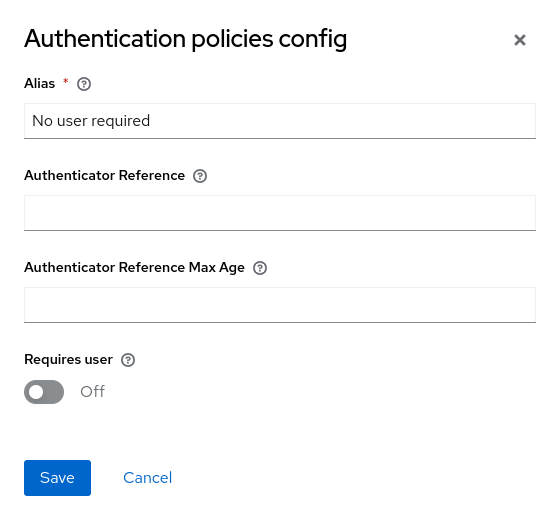 Authentication policies config
Alias *
No user required
Authenticator Reference
Authenticator Reference Max Age
Requires user
Off
Save Cancel